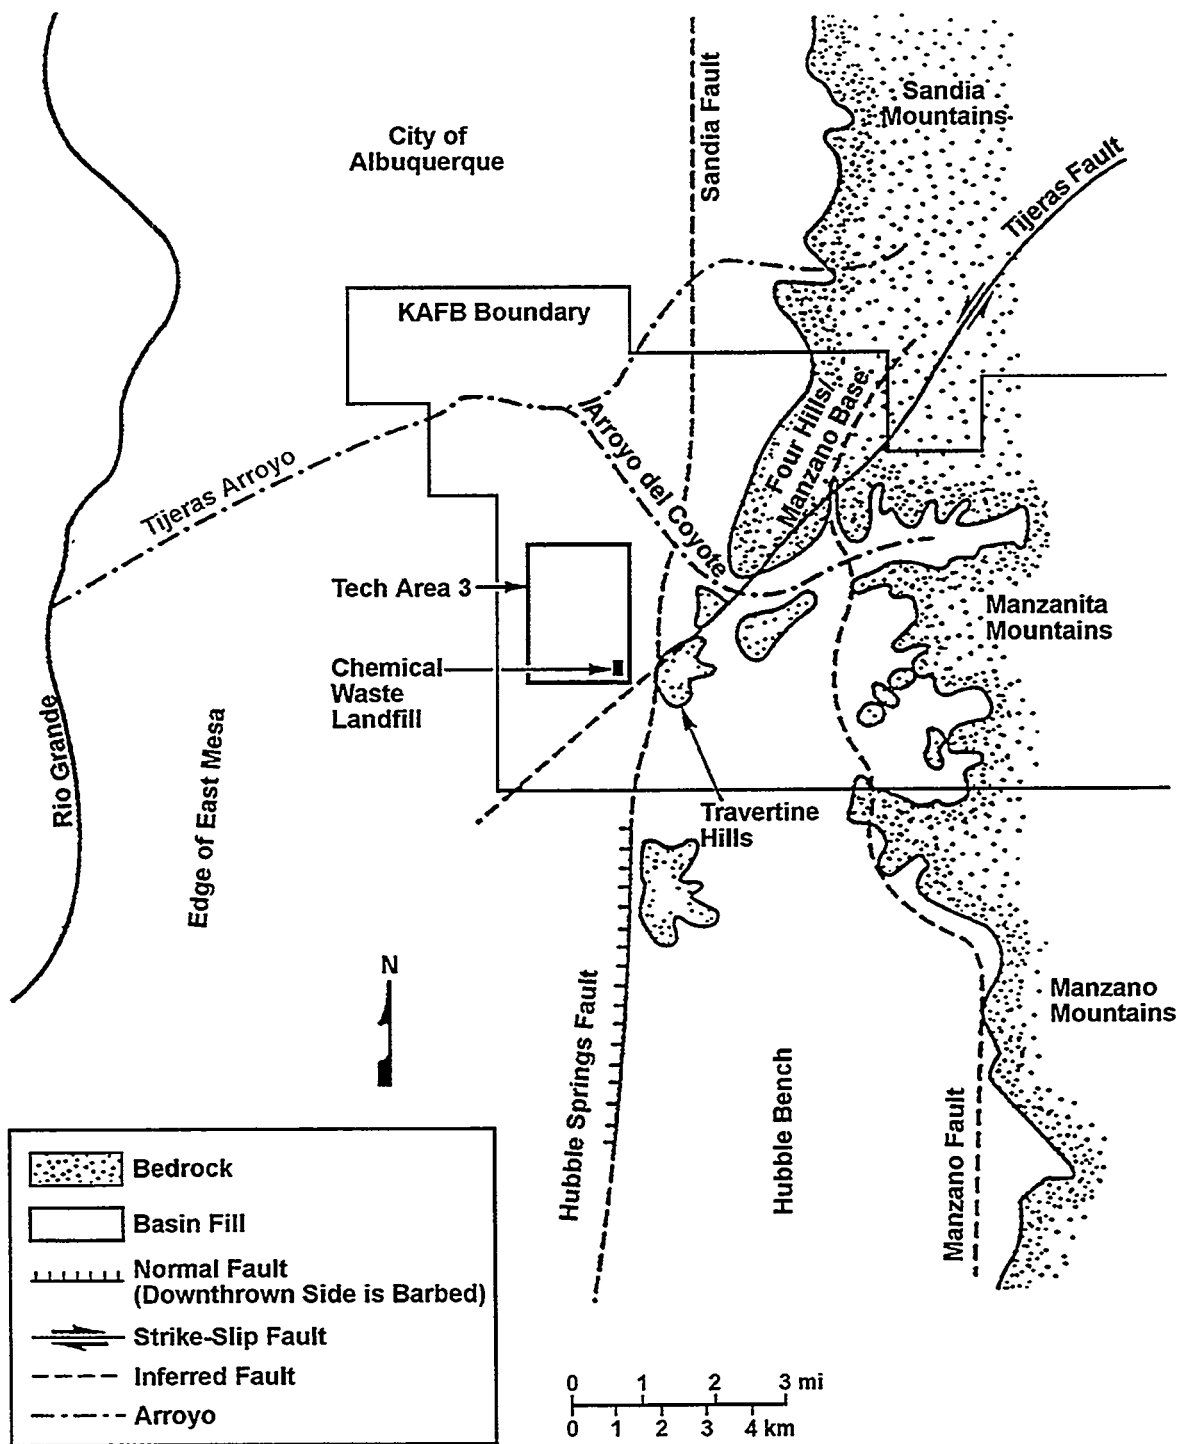 Sandia Fault
Sandia
Mountains
City of
Albuquerque
Tijeras Fault
KAFB Boundary
Four Hills/
Manzano Base
Arroyo del Coyote
Tijeras Arroyo
Tech Area 3
Manzanita
Mountains
Chemical
Waste
Landfill
Rio Grande
Edge of East Mesa
Travertine
Hills
N
Manzano
Mountains
Hubble Springs Fault
Hubble Bench
Manzano Fault
Bedrock
Basin Fill
Normal Fault
(Downthrown Side is Barbed)
Strike-Slip Fault
Inferred Fault
Arroyo
0 1 2 3 mi
0 1 2 3 4 km